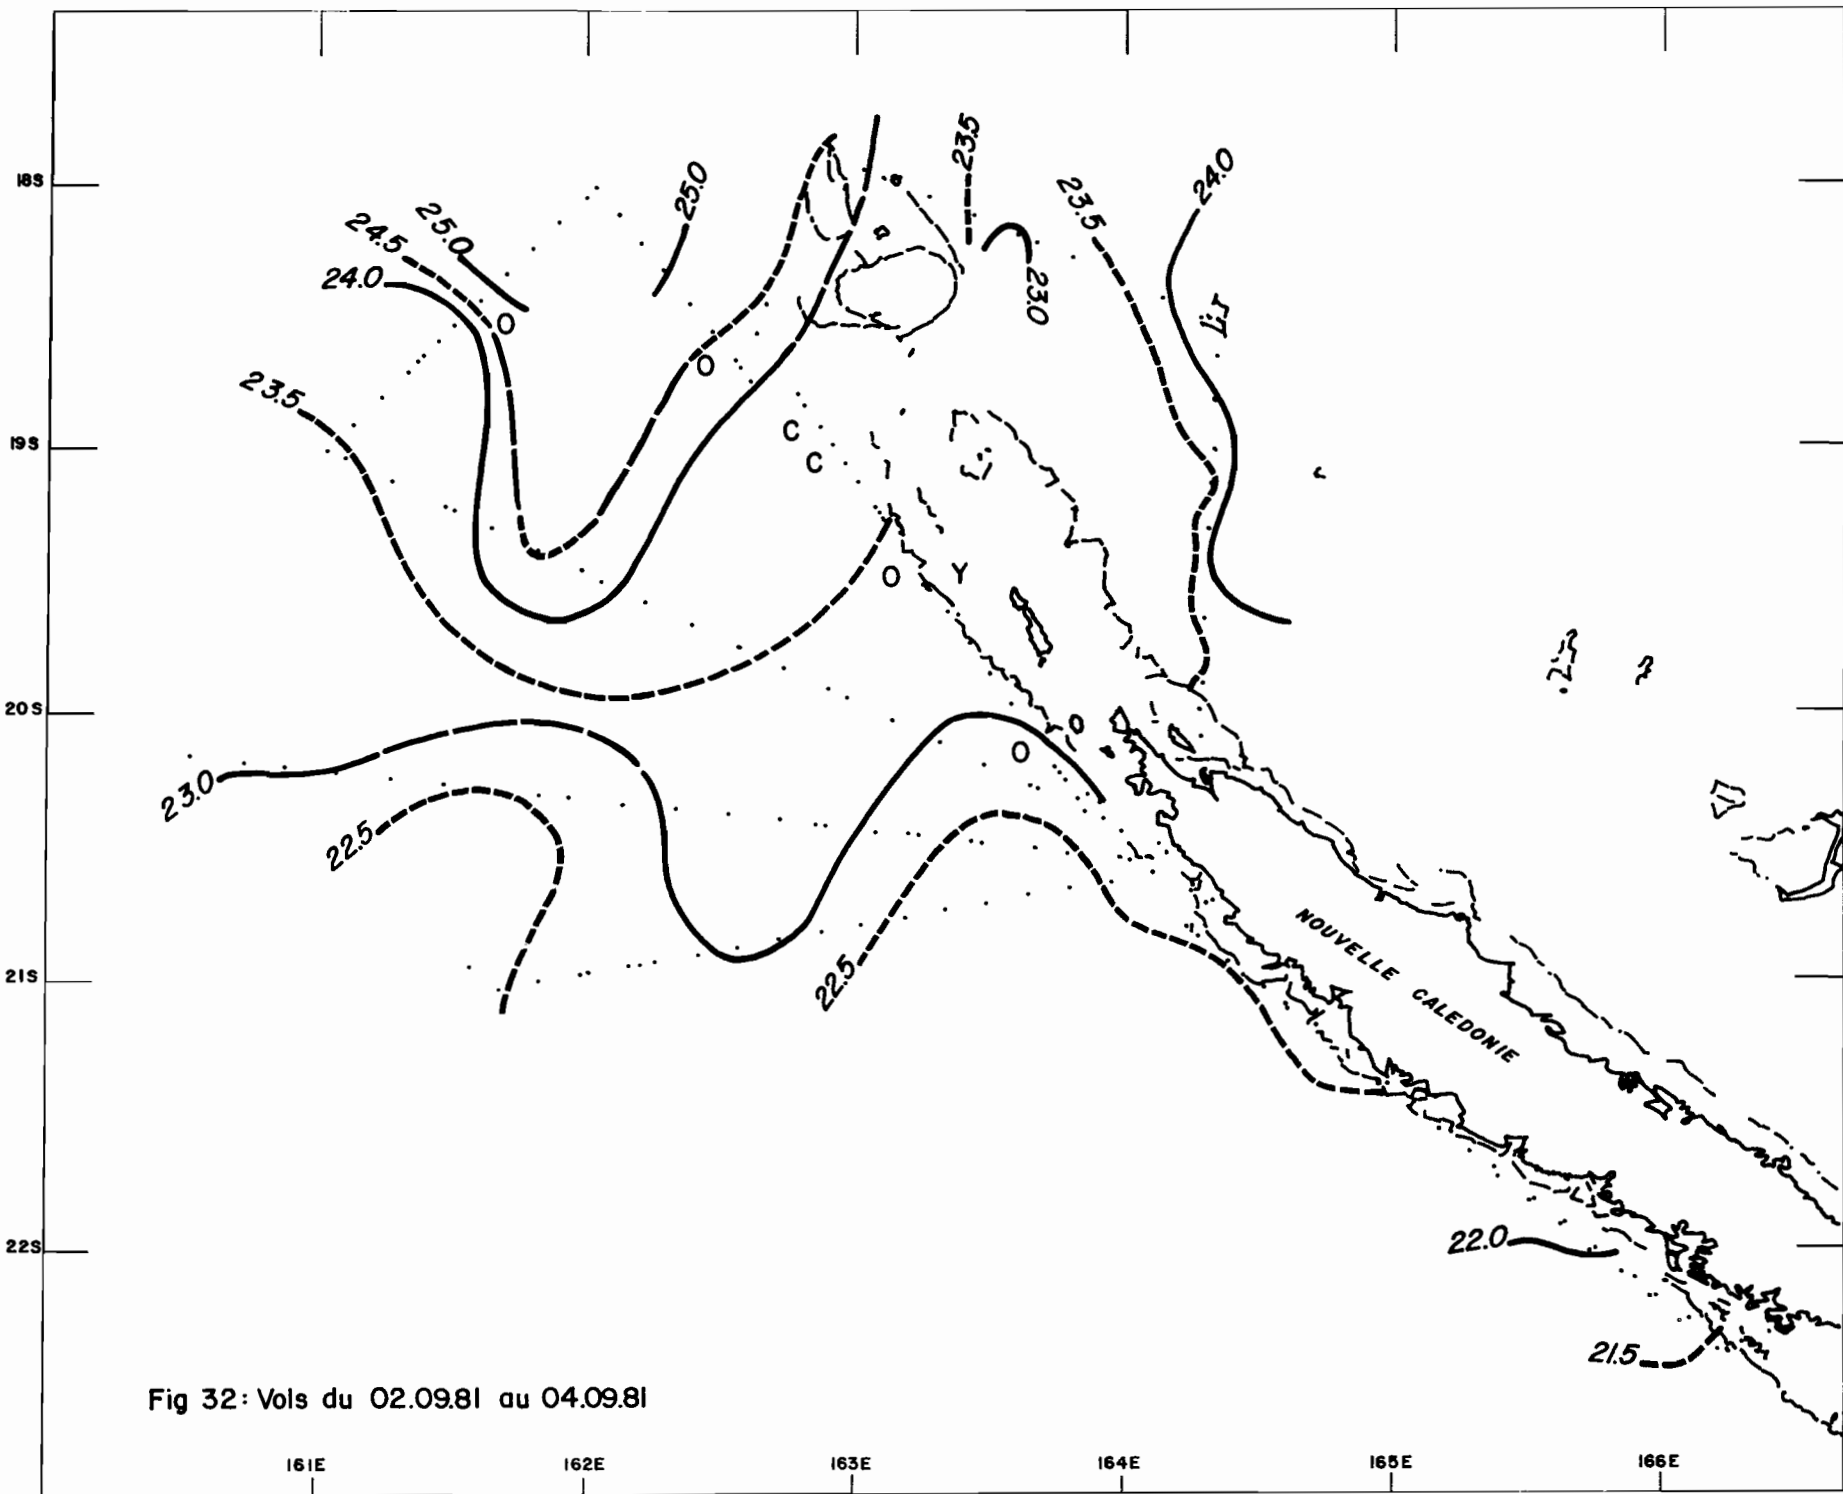 23.5
24.0
25.0
23.5
25.0
24.5
24.0
23.0
O
O
23.5
C
C
O
Y
O
O
23.0
22.5
22.5
NOUVELLE CALEDONIE
22.0
21.5
18S
19S
20S
21S
22S
Fig 32: Vols du 02.09.81 au 04.09.81
161E 162E 163E 164E 165E 166E